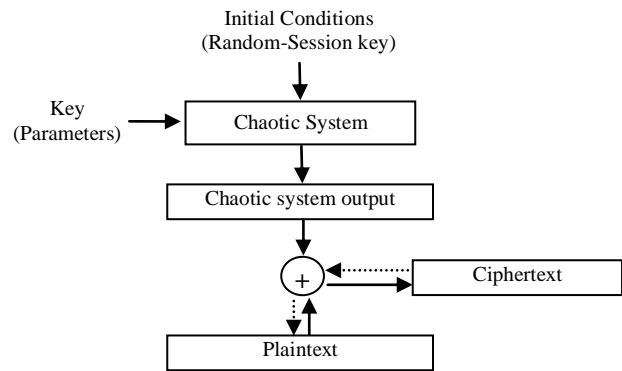 Initial Conditions
(Random-Session key)
Key
(Parameters)
Chaotic System
Chaotic system output
+
Ciphertext
Plaintext